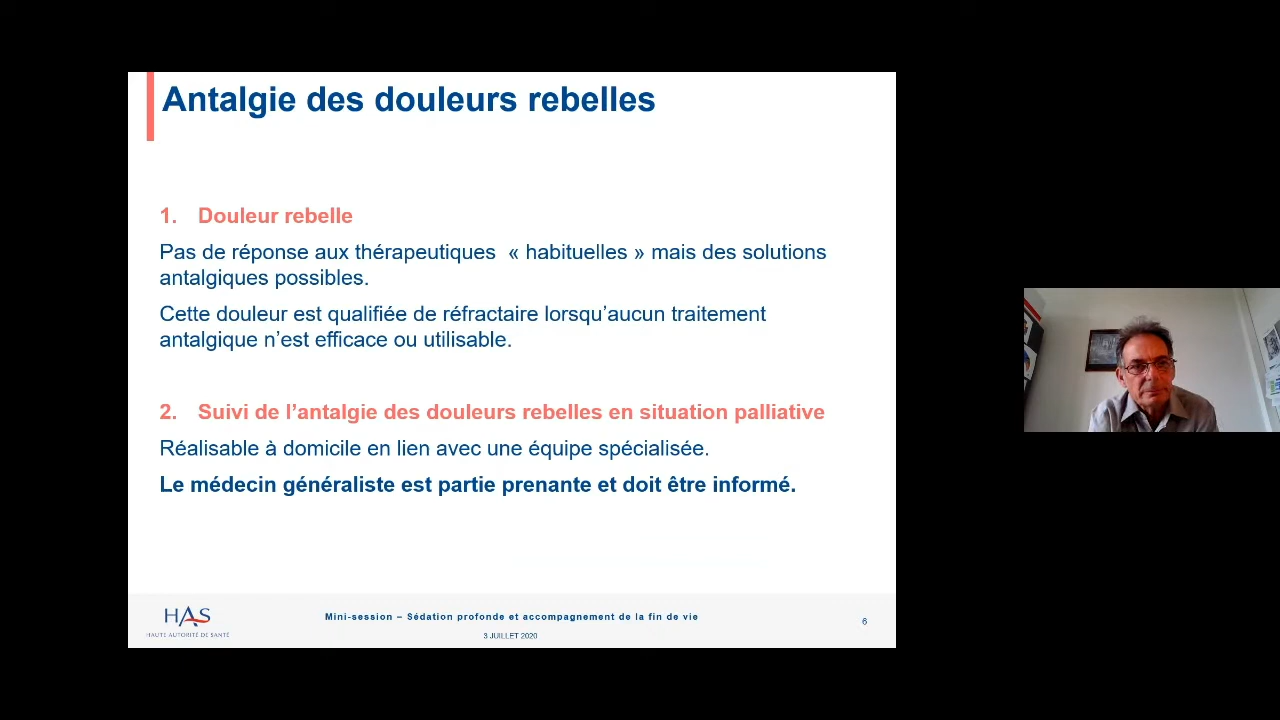 Antalgie des douleurs rebelles
1. Douleur rebelle
Pas de réponse aux thérapeutiques « habituelles » mais des solutions
antalgiques possibles.
Cette douleur est qualifiée de réfractaire lorsqu’aucun traitement
antalgique n’est efficace ou utilisable.
2. Suivi de l’antalgie des douleurs rebelles en situation palliative
Réalisable à domicile en lien avec une équipe spécialisée.
Le médecin généraliste est partie prenante et doit être informé.
HAS
HAUTE AUTORITÉ DE SANTÉ
Mini-session – Sédation profonde et accompagnement de la fin de vie
3 JUILLET 2020
6